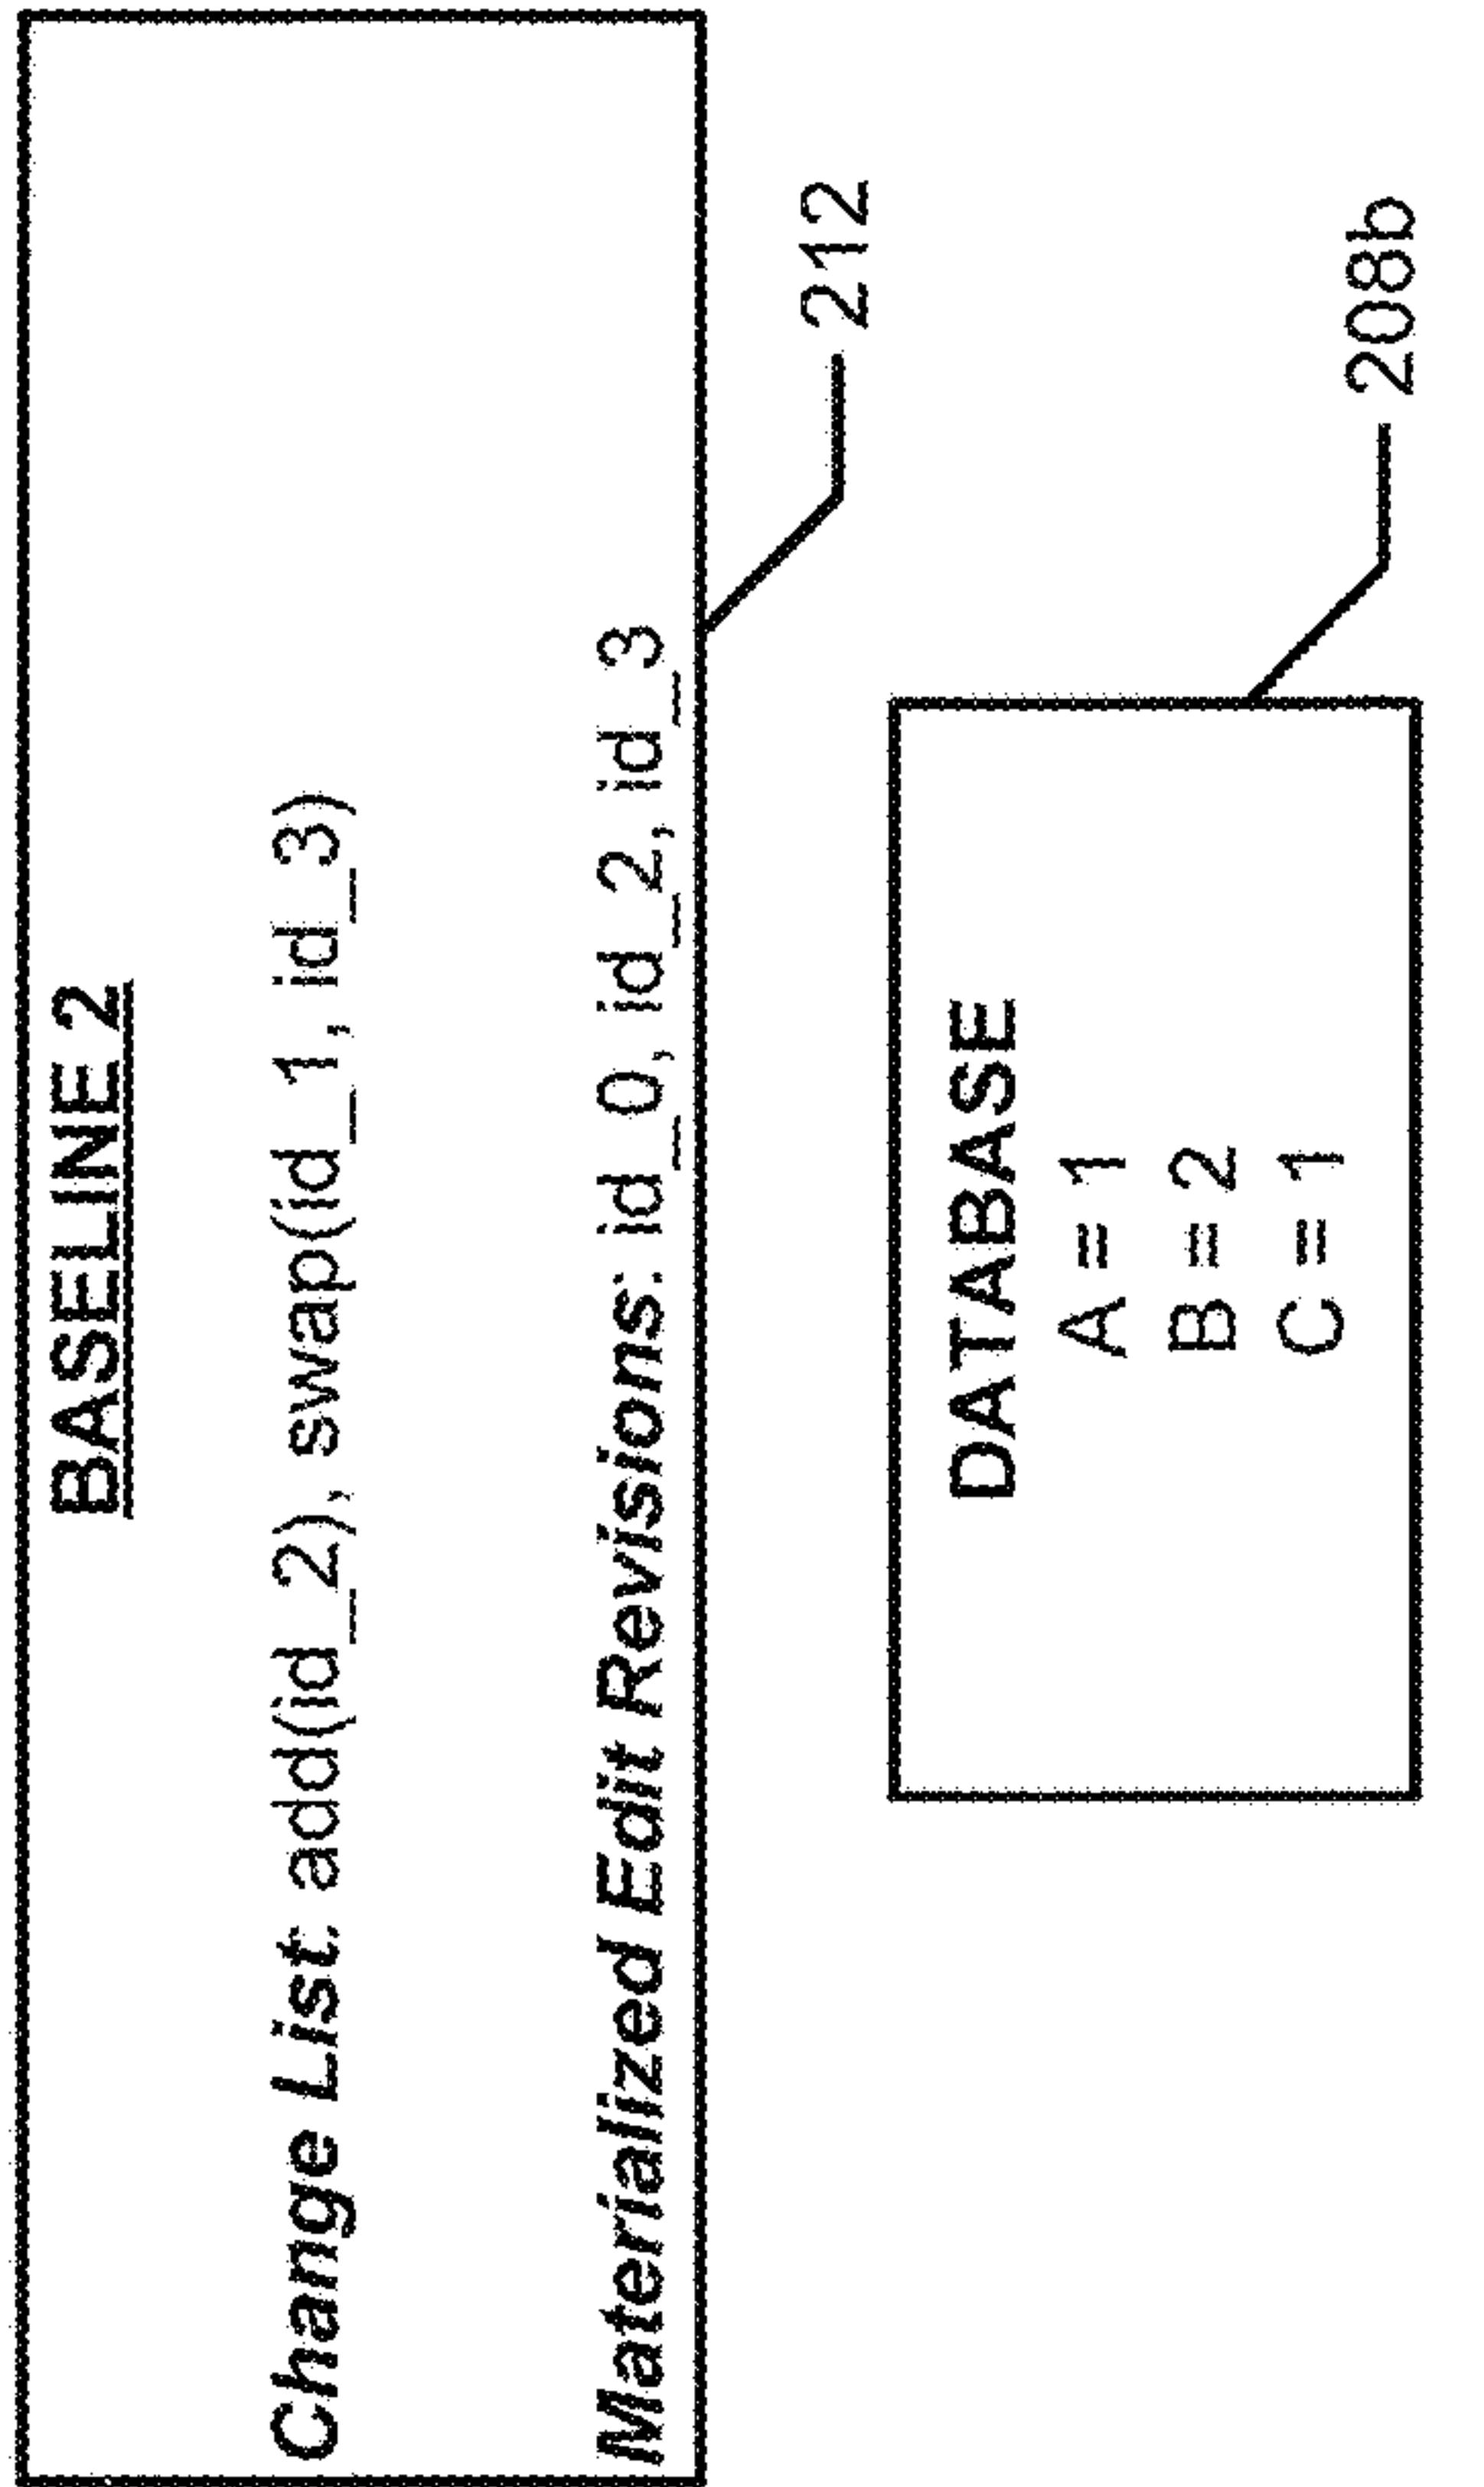 BASELINE 2
Change List: add(id_2), swap(id_1, id_3)
Materialized Edit Revisions: id_0, id_2, id_3
212
DATABASE
A = 1
B = 2
C = 1
208b